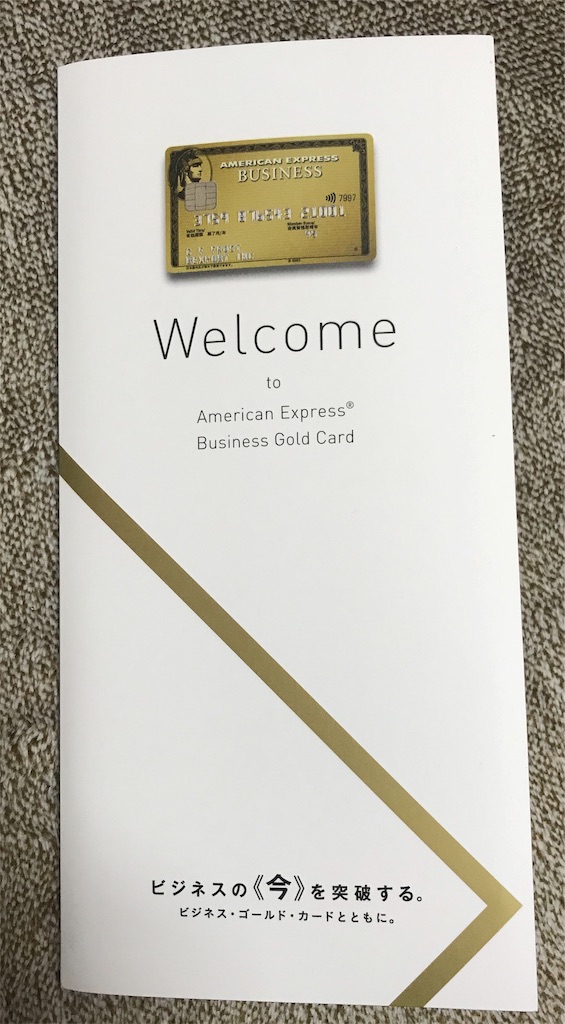 AMERICAN EXPRESS
BUSINESS
7997
Welcome
to
American Express®
Business Gold Card
ビジネスの《今》を突破する。
ビジネス・ゴールド・カードとともに。